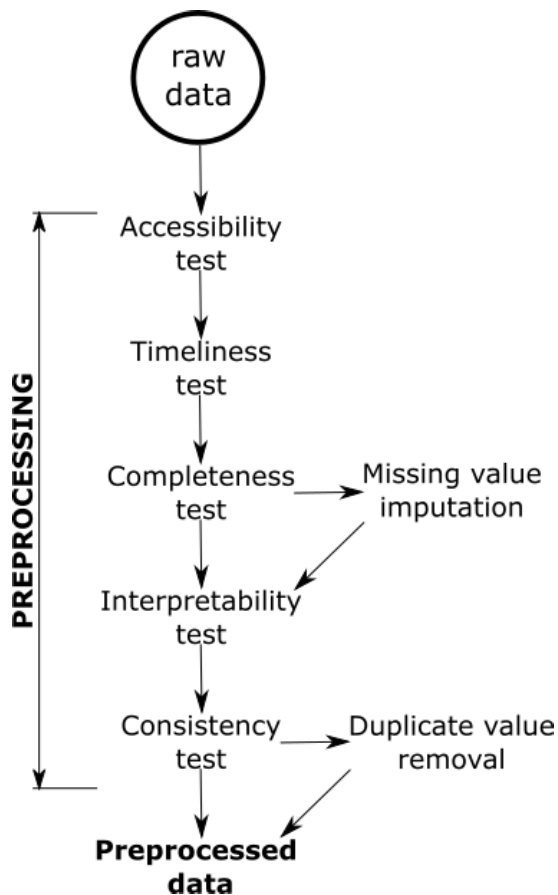 raw
data
Accessibility
test
Timeliness
test
Completeness
test
Missing value
imputation
PREPROCESSING
Interpretability
test
Consistency
test
Duplicate value
removal
Preprocessed
data